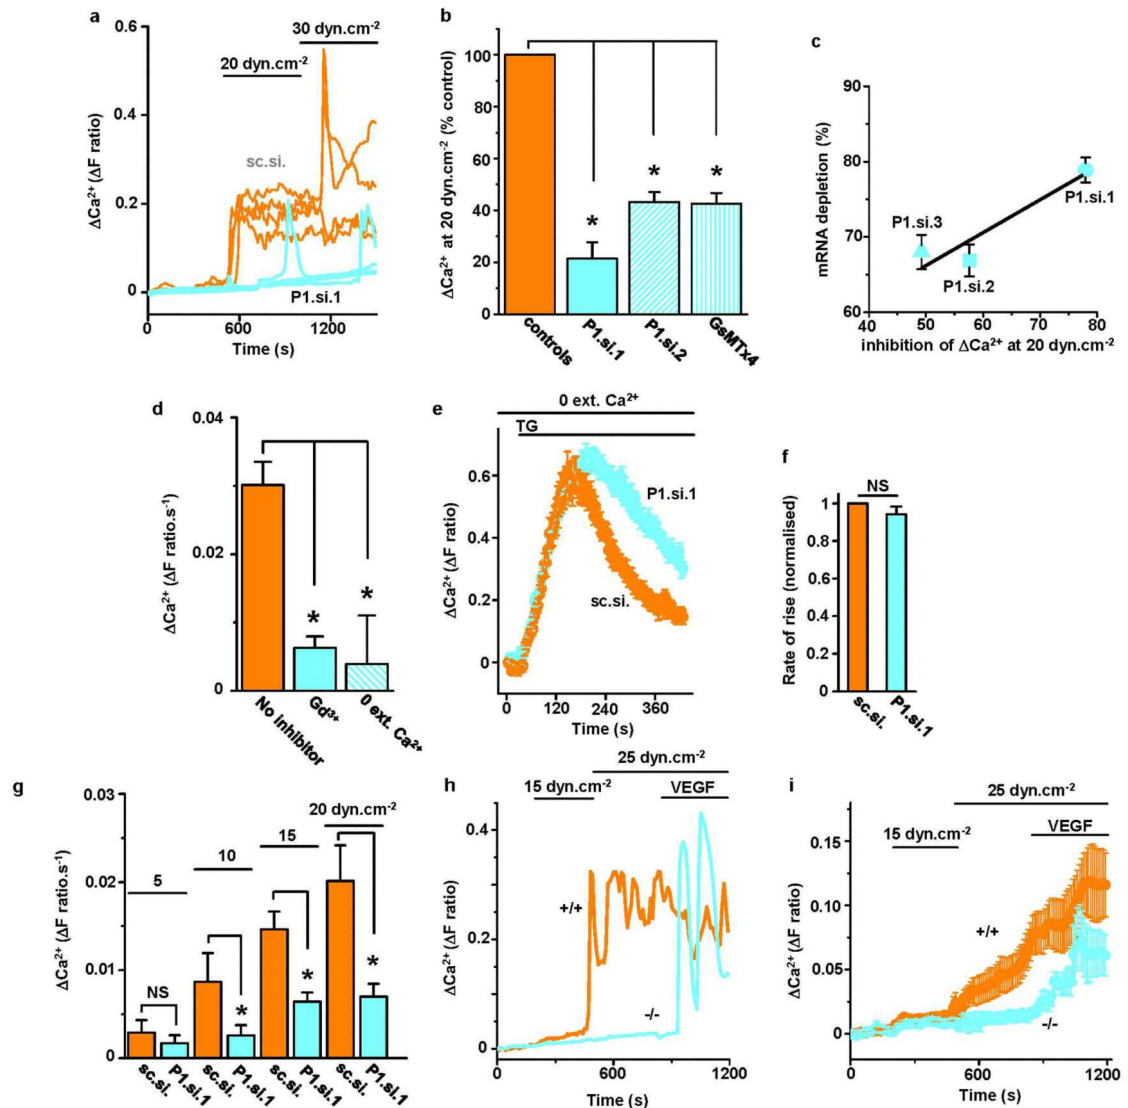 a
ΔCa²⁺ (ΔF ratio)
0.6
0.4
0.2
0
30 dyn.cm⁻²
20 dyn.cm⁻²
sc.si.
P1.si.1
0 600 1200
Time (s)
b
ΔCa²⁺ at 20 dyn.cm⁻² (% control)
100
80
60
40
20
0
* * *
controls P1.si.1 P1.si.2 GsMTx4
c
mRNA depletion (%)
90
80
70
60
P1.si.3
P1.si.2
P1.si.1
40 50 60 70 80
inhibition of ΔCa²⁺ at 20 dyn.cm⁻²
d
ΔCa²⁺ (ΔF ratio.s⁻¹)
0.04
0.02
0
* *
No inhibitor Gd³⁺ 0 ext. Ca²⁺
e
0 ext. Ca²⁺
TG
ΔCa²⁺ (ΔF ratio)
0.6
0.4
0.2
0
P1.si.1
sc.si.
0 120 240 360
Time (s)
f
Rate of rise (normalised)
NS
1
0.8
0.6
0.4
0.2
0
sc.si. P1.si.1
g
ΔCa²⁺ (ΔF ratio.s⁻¹)
0.03
0.02
0.01
0
5
10
15
20 dyn.cm⁻²
NS * * *
sc.si. P1.si.1 sc.si. P1.si.1 sc.si. P1.si.1 sc.si. P1.si.1
h
25 dyn.cm⁻²
15 dyn.cm⁻² VEGF
ΔCa²⁺ (ΔF ratio)
0.4
0.2
0
+/+
-/-
0 600 1200
Time (s)
i
25 dyn.cm⁻²
15 dyn.cm⁻² VEGF
ΔCa²⁺ (ΔF ratio)
0.15
0.10
0.05
0
+/+
-/-
0 600 1200
Time (s)